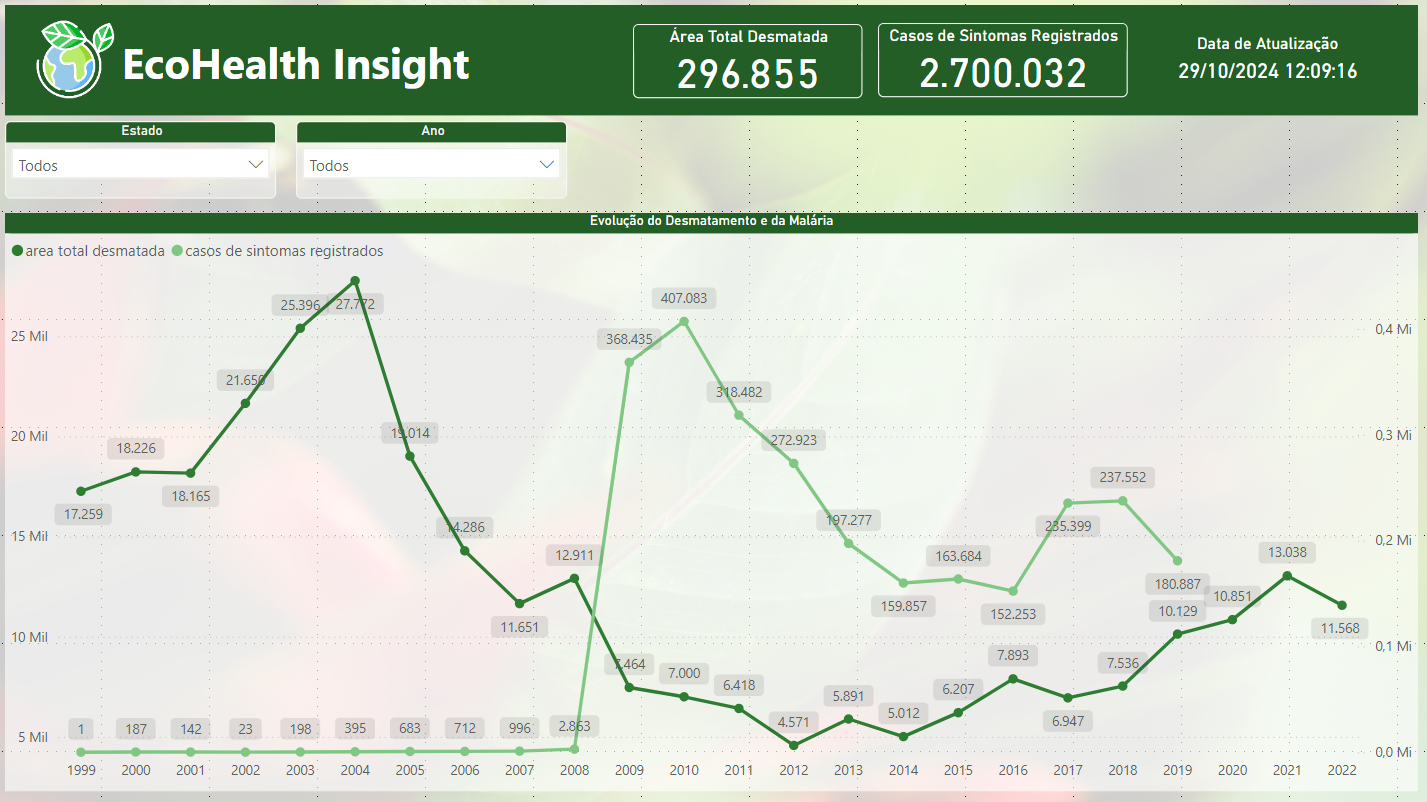 EcoHealth Insight
Área Total Desmatada
296.855
Casos de Sintomas Registrados
2.700.032
Data de Atualização
29/10/2024 12:09:16
Estado
Todos
Ano
Todos
Evolução do Desmatamento e da Malária
area total desmatada casos de sintomas registrados
25 Mil
20 Mil
15 Mil
10 Mil
5 Mil
0,4 Mi
0,3 Mi
0,2 Mi
0,1 Mi
0,0 Mi
17.259
18.226
18.165
21.650
25.396
27.772
19.014
14.286
11.651
12.911
7.464
7.000
6.418
4.571
5.891
5.012
6.207
7.893
6.947
7.536
10.129
10.851
13.038
11.568
1
187
142
23
198
395
683
712
996
2.863
368.435
407.083
318.482
272.923
197.277
159.857
163.684
152.253
235.399
237.552
180.887
1999 2000 2001 2002 2003 2004 2005 2006 2007 2008 2009 2010 2011 2012 2013 2014 2015 2016 2017 2018 2019 2020 2021 2022